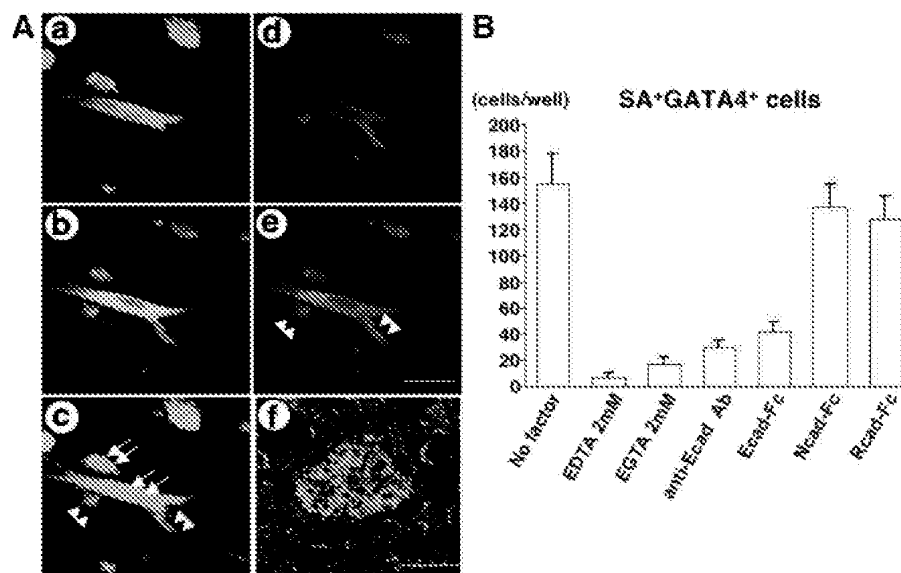 A
a
d
b
e
c
f
B
(cells/well)
SA⁺GATA4⁺ cells
200
180
160
140
120
100
80
60
40
20
0
No factor
EDTA 2mM
EGTA 2mM
anti-Ecad Ab
Ecad-Fc
Ncad-Fc
Rcad-Fc